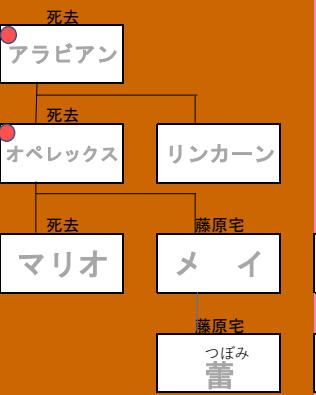 死去
アラビアン
死去
オペレックス
リンカーン
死去
マリオ
藤原宅
メ イ
藤原宅
つぼみ
蕾